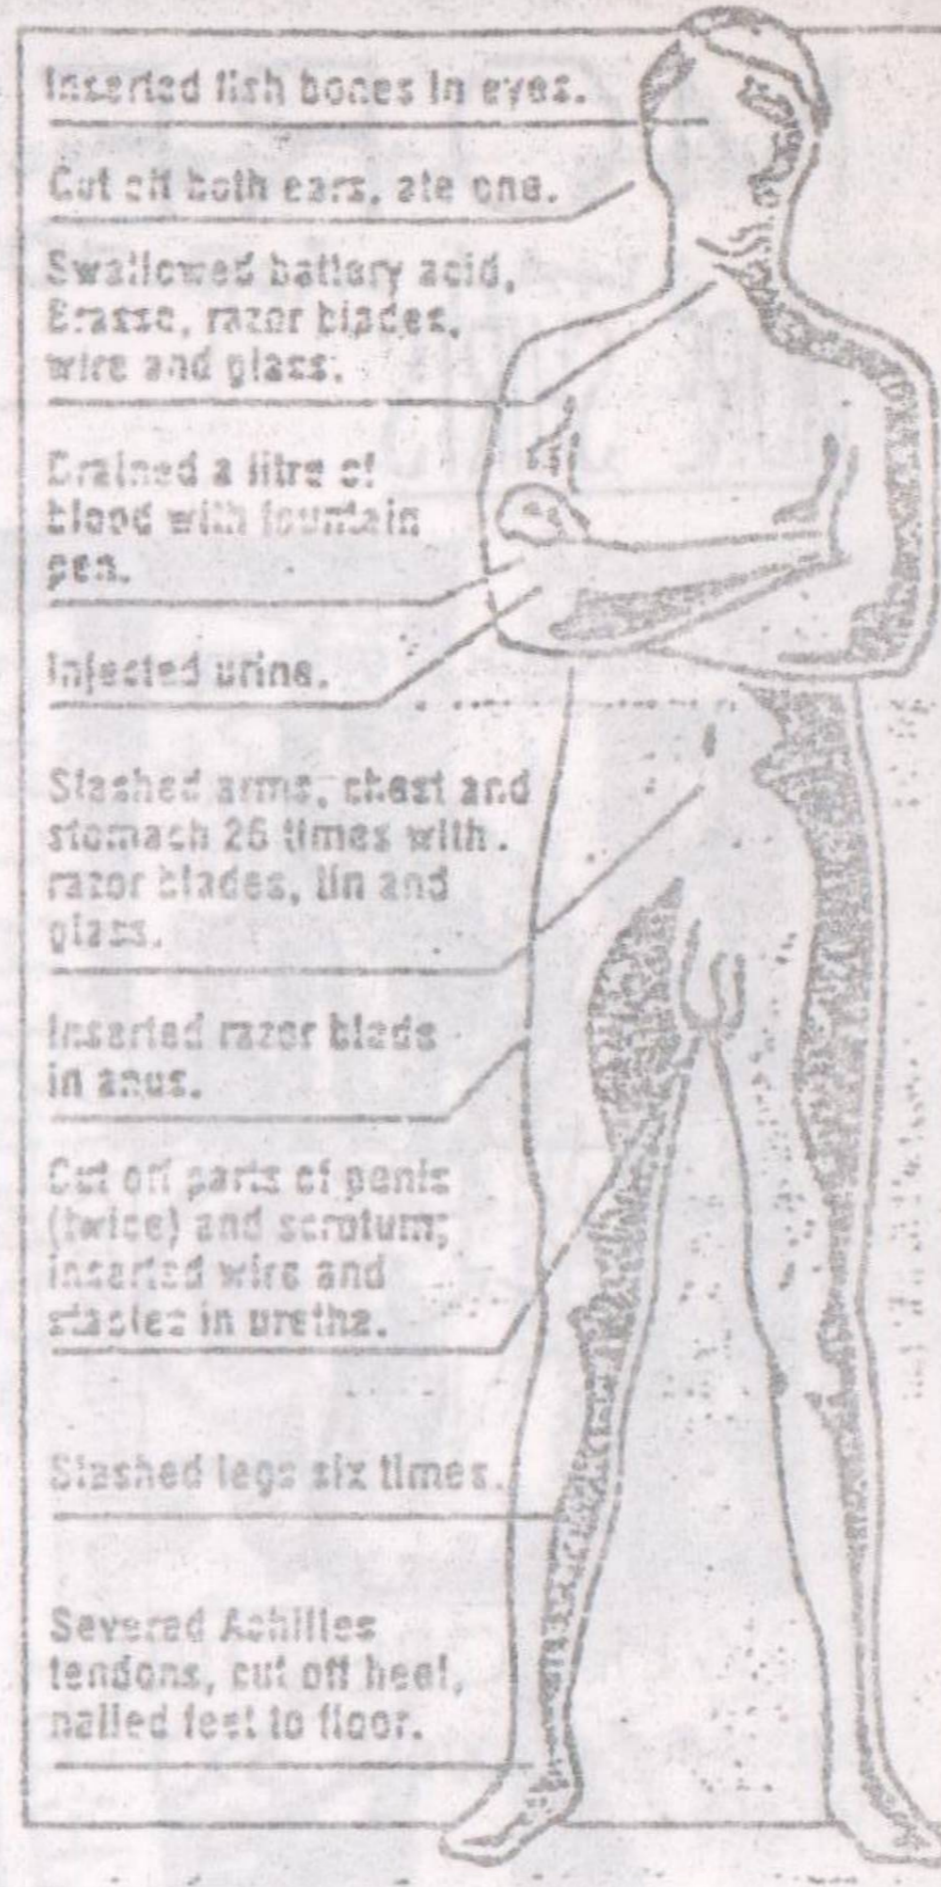 Inserted fish bones in eyes.
Cut off both ears, ate one.
Swallowed battery acid,
Brasso, razor blades,
wire and glass.
Drained a litre of
blood with fountain
pen.
Injected urine.
Slashed arms, chest and
stomach 26 times with
razor blades, tin and
glass.
Inserted razor blade
in anus.
Cut off parts of penis
(twice) and scrotum;
inserted wire and
staples in uretha.
Slashed legs six times.
Severed Achilles
tendons, cut off heel,
nailed feet to floor.